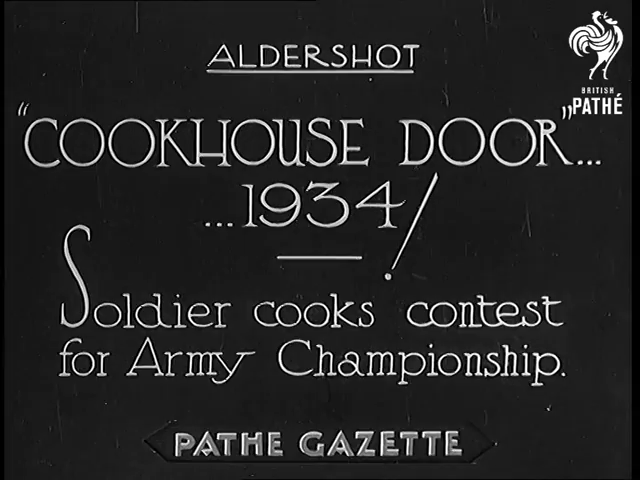 ALDERSHOT
BRITISH
PATHÉ
"COOKHOUSE DOOR"...
...1934!
Soldier cooks contest
for Army Championship.
PATHE GAZETTE